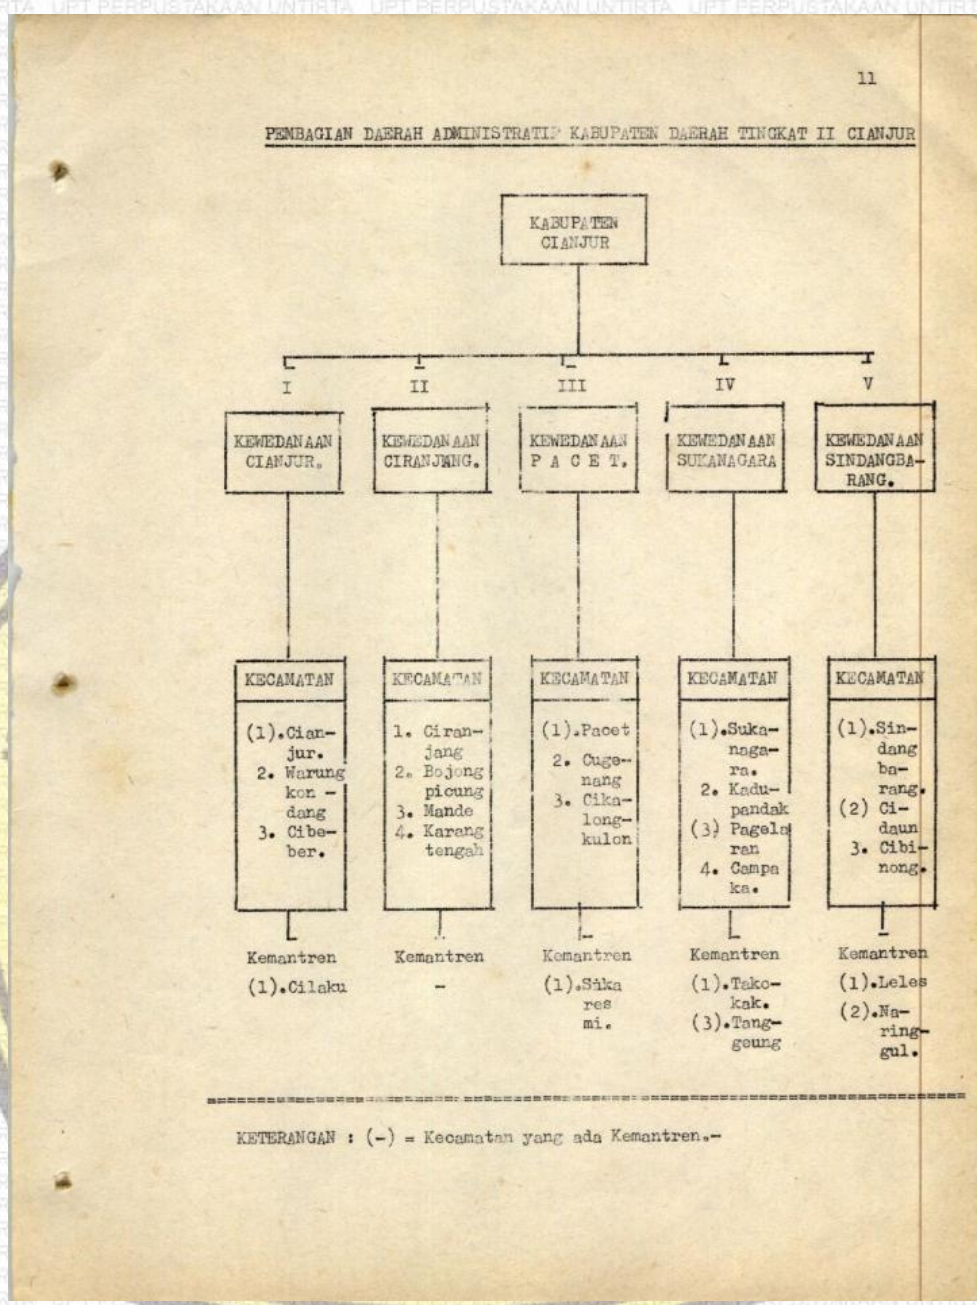 UPT PERPUSTAKAAN UNTIRTA UPT PERPUSTAKAAN UNTIRTA UPT PERPUSTAKAAN UNTIRTA
11
PEMBAGIAN DAERAH ADMINISTRATIF KABUPATEN DAERAH TINGKAT II CIANJUR
KABUPATEN
CIANJUR
I
KEWEDANAAN
CIANJUR.
KECAMATAN
(1).Cian-
jur.
2. Warung
kon -
dang
3. Cibe-
ber.
Kemantren
(1).Cilaku
II
KEWEDANAAN
CIRANJANG.
KECAMATAN
1. Ciran-
jang
2. Bojong
picung
3. Mande
4. Karang
tengah
Kemantren
-
III
KEWEDANAAN
P A C E T.
KECAMATAN
(1).Pacet
2. Cuge-
nang
3. Cika-
long-
kulon
Kemantren
(1).Sika
res
mi.
IV
KEWEDANAAN
SUKANAGARA
KECAMATAN
(1).Suka-
naga-
ra.
2. Kadu-
pandak
(3) Pagela
ran
4. Campa
ka.
Kemantren
(1).Tako-
kak.
(3).Tang-
geung
V
KEWEDANAAN
SINDANGBA-
RANG.
KECAMATAN
(1).Sin-
dang
ba-
rang.
(2) Ci-
daun
3. Cibi-
nong.
Kemantren
(1).Leles
(2).Na-
ring-
gul.
KETERANGAN : (-) = Kecamatan yang ada Kemantren.-